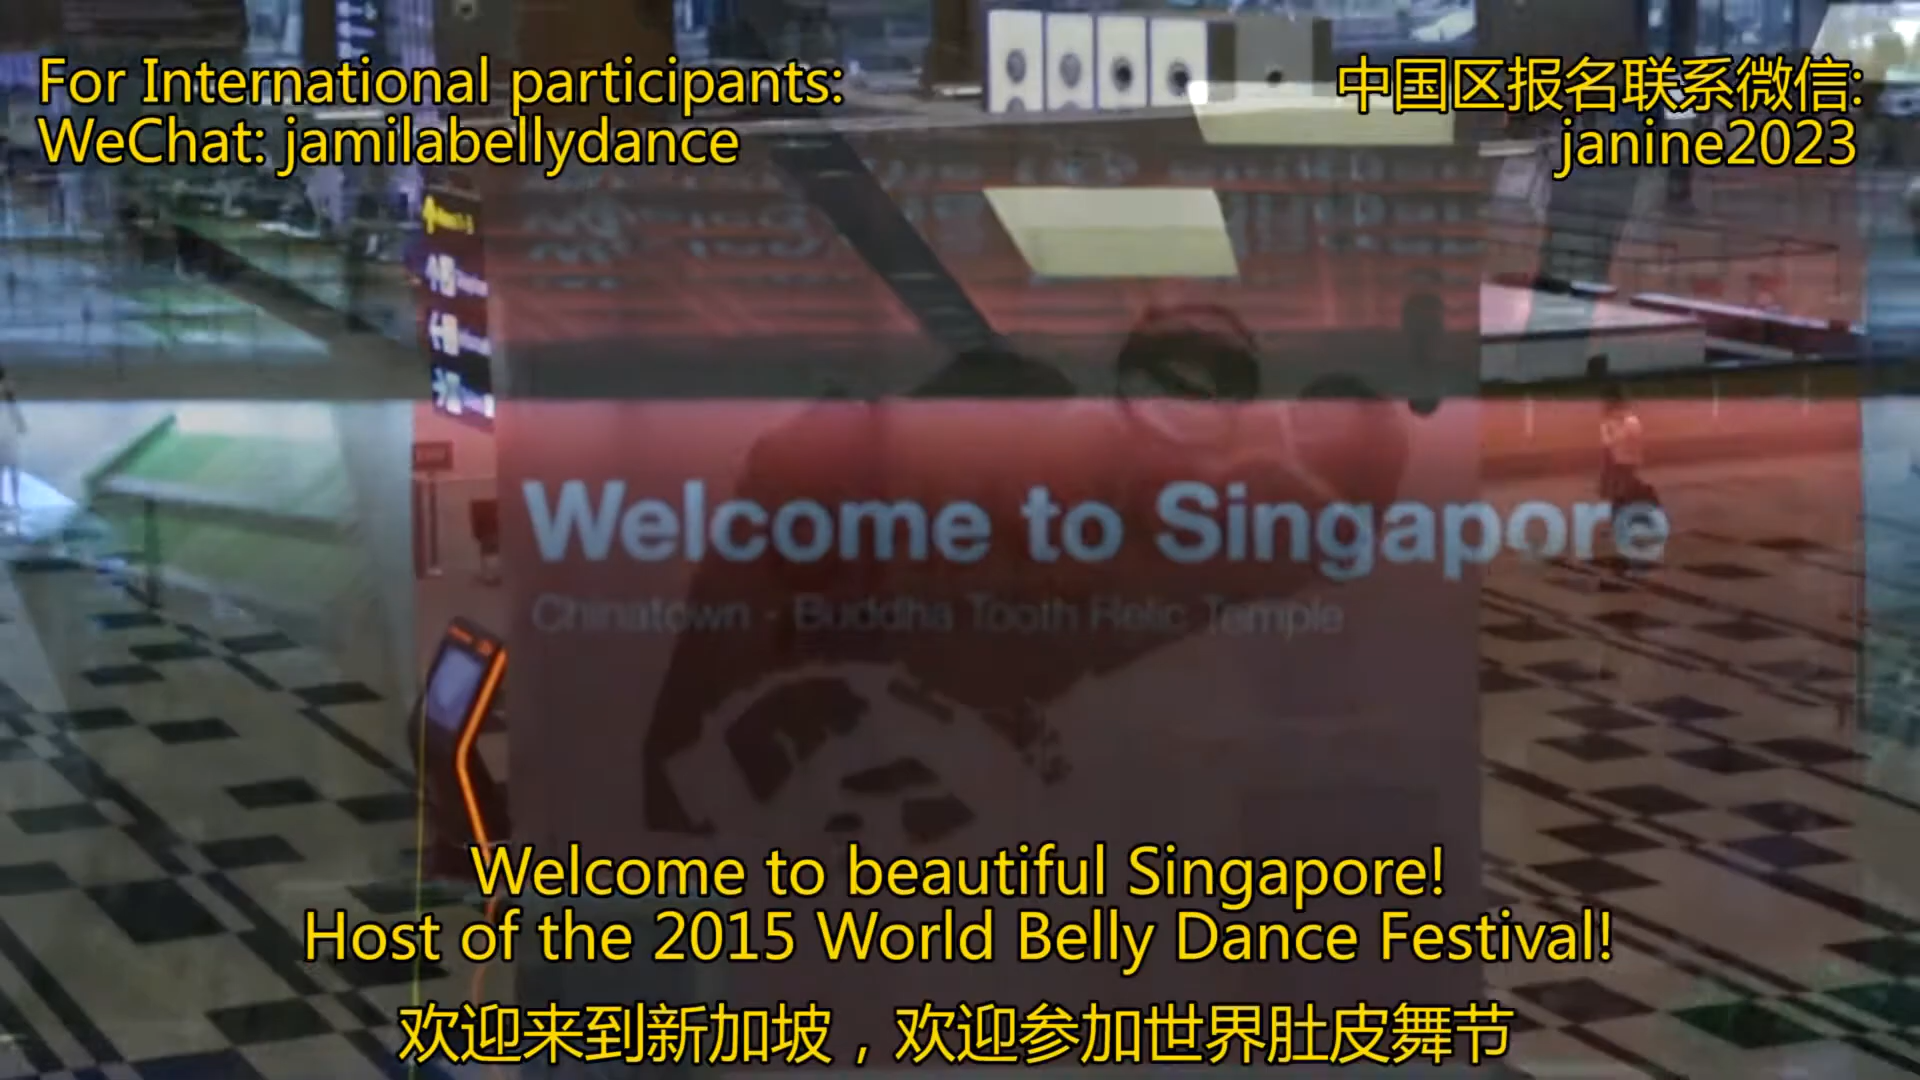 For International participants:
WeChat: jamilabellydance
中国区报名联系微信:
janine2023
Welcome to Singapore
Chinatown - Buddha Tooth Relic Temple
Welcome to beautiful Singapore!
Host of the 2015 World Belly Dance Festival!
欢迎来到新加坡，欢迎参加世界肚皮舞节